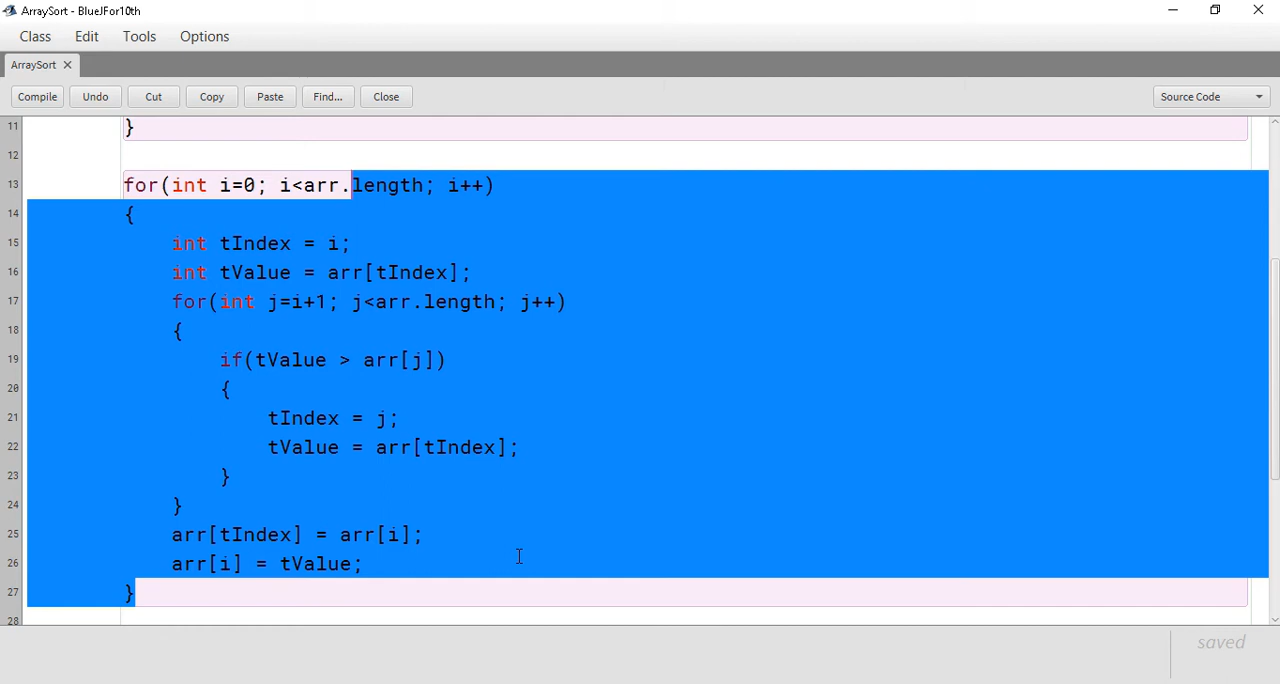 ArraySort - BlueJFor10th
Class Edit Tools Options
ArraySort ×
Compile Undo Cut Copy Paste Find... Close Source Code
11 }
12
13 for(int i=0; i<arr.length; i++)
14 {
15 int tIndex = i;
16 int tValue = arr[tIndex];
17 for(int j=i+1; j<arr.length; j++)
18 {
19 if(tValue > arr[j])
20 {
21 tIndex = j;
22 tValue = arr[tIndex];
23 }
24 }
25 arr[tIndex] = arr[i];
26 arr[i] = tValue;
27 }
28
saved